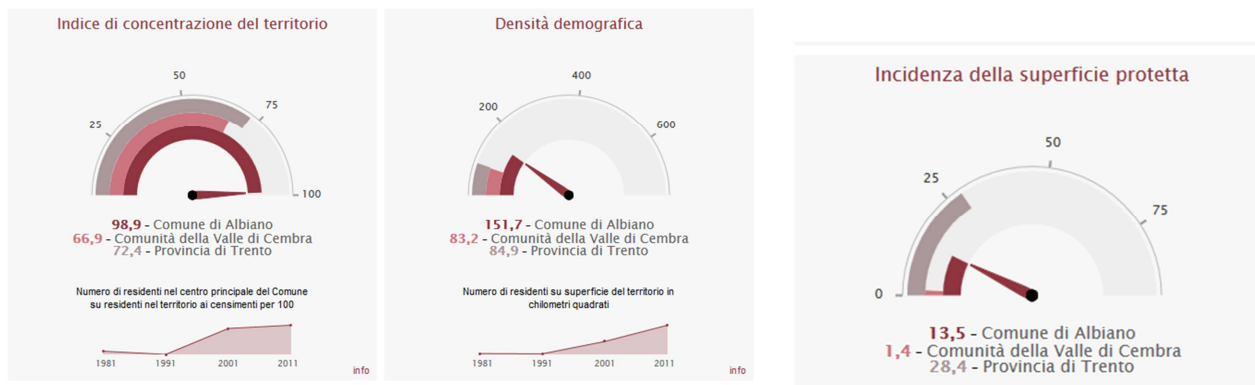 Indice di concentrazione del territorio
50
25
75
100
98,9 - Comune di Albiano
66,9 - Comunità della Valle di Cembra
72,4 - Provincia di Trento
Numero di residenti nel centro principale del Comune
su residenti nel territorio ai censimenti per 100
1981 1991 2001 2011
info
Densità demografica
400
200
600
151,7 - Comune di Albiano
83,2 - Comunità della Valle di Cembra
84,9 - Provincia di Trento
Numero di residenti su superficie del territorio in
chilometri quadrati
1981 1991 2001 2011
info
Incidenza della superficie protetta
50
25
75
0
13,5 - Comune di Albiano
1,4 - Comunità della Valle di Cembra
28,4 - Provincia di Trento